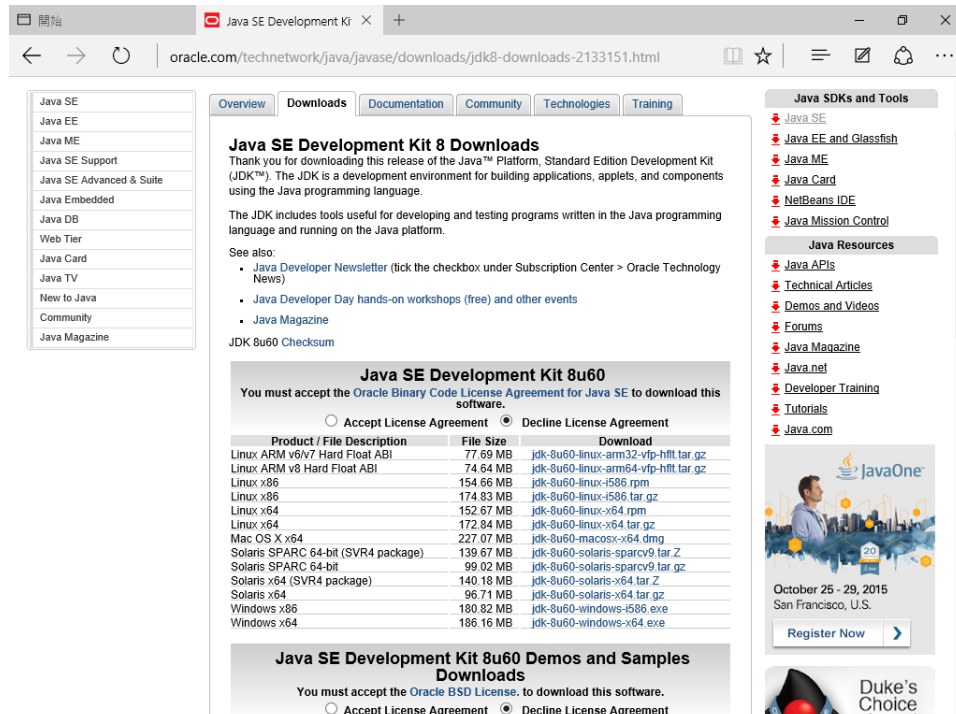 開始
Java SE Development Kit
oracle.com/technetwork/java/javase/downloads/jdk8-downloads-2133151.html
Java SE
Java EE
Java ME
Java SE Support
Java SE Advanced & Suite
Java Embedded
Java DB
Web Tier
Java Card
Java TV
New to Java
Community
Java Magazine
Overview Downloads Documentation Community Technologies Training
Java SE Development Kit 8 Downloads
Thank you for downloading this release of the Java™ Platform, Standard Edition Development Kit
(JDK™). The JDK is a development environment for building applications, applets, and components
using the Java programming language.
The JDK includes tools useful for developing and testing programs written in the Java programming
language and running on the Java platform.
See also:
Java Developer Newsletter (tick the checkbox under Subscription Center > Oracle Technology
News)
Java Developer Day hands-on workshops (free) and other events
Java Magazine
JDK 8u60 Checksum
Java SE Development Kit 8u60
You must accept the Oracle Binary Code License Agreement for Java SE to download this
software.
Accept License Agreement Decline License Agreement
Product / File Description File Size Download
Linux ARM v6/v7 Hard Float ABI 77.69 MB jdk-8u60-linux-arm32-vfp-hflt.tar.gz
Linux ARM v8 Hard Float ABI 74.64 MB jdk-8u60-linux-arm64-vfp-hflt.tar.gz
Linux x86 154.66 MB jdk-8u60-linux-i586.rpm
Linux x86 174.83 MB jdk-8u60-linux-i586.tar.gz
Linux x64 152.67 MB jdk-8u60-linux-x64.rpm
Linux x64 172.84 MB jdk-8u60-linux-x64.tar.gz
Mac OS X x64 227.07 MB jdk-8u60-macosx-x64.dmg
Solaris SPARC 64-bit (SVR4 package) 139.67 MB jdk-8u60-solaris-sparcv9.tar.Z
Solaris SPARC 64-bit 99.02 MB jdk-8u60-solaris-sparcv9.tar.gz
Solaris x64 (SVR4 package) 140.18 MB jdk-8u60-solaris-x64.tar.Z
Solaris x64 96.71 MB jdk-8u60-solaris-x64.tar.gz
Windows x86 180.82 MB jdk-8u60-windows-i586.exe
Windows x64 186.16 MB jdk-8u60-windows-x64.exe
Java SE Development Kit 8u60 Demos and Samples
Downloads
You must accept the Oracle BSD License. to download this software.
Accept License Agreement Decline License Agreement
Java SDKs and Tools
Java SE
Java EE and Glassfish
Java ME
Java Card
NetBeans IDE
Java Mission Control
Java Resources
Java APIs
Technical Articles
Demos and Videos
Forums
Java Magazine
Java.net
Developer Training
Tutorials
Java.com
JavaOne
20
October 25 - 29, 2015
San Francisco, U.S.
Register Now
Duke's
Choice